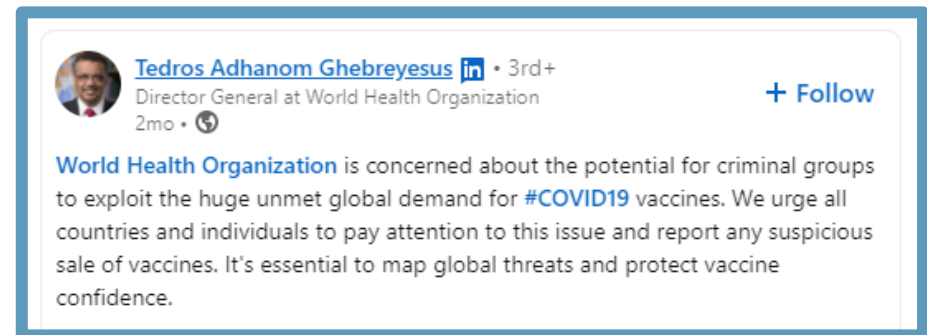 Tedros Adhanom Ghebreyesus in • 3rd+
Director General at World Health Organization
+ Follow
2mo •
World Health Organization is concerned about the potential for criminal groups
to exploit the huge unmet global demand for #COVID19 vaccines. We urge all
countries and individuals to pay attention to this issue and report any suspicious
sale of vaccines. It's essential to map global threats and protect vaccine
confidence.